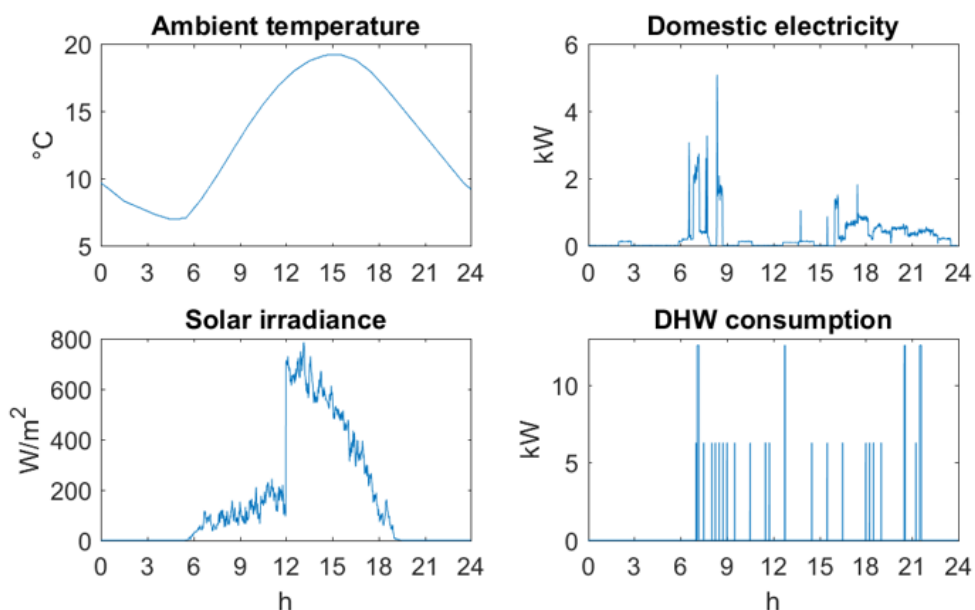 Ambient temperature
20
15
10
5
°C
0 3 6 9 12 15 18 21 24
Domestic electricity
6
4
2
0
kW
0 3 6 9 12 15 18 21 24
Solar irradiance
800
600
400
200
0
W/m²
0 3 6 9 12 15 18 21 24
h
DHW consumption
10
5
0
kW
0 3 6 9 12 15 18 21 24
h